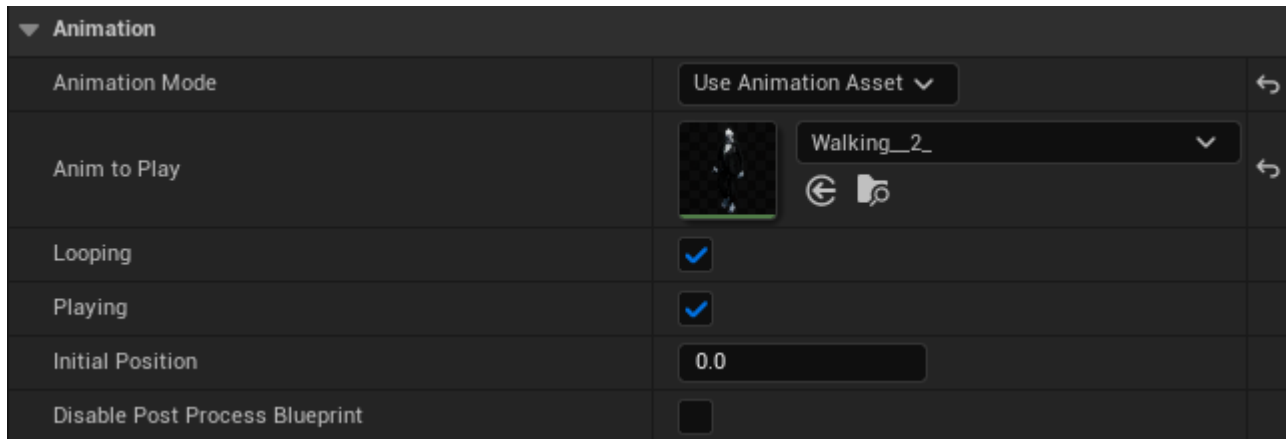 Animation
Animation Mode
Use Animation Asset
Anim to Play
Walking__2_
Looping
Playing
Initial Position
0.0
Disable Post Process Blueprint